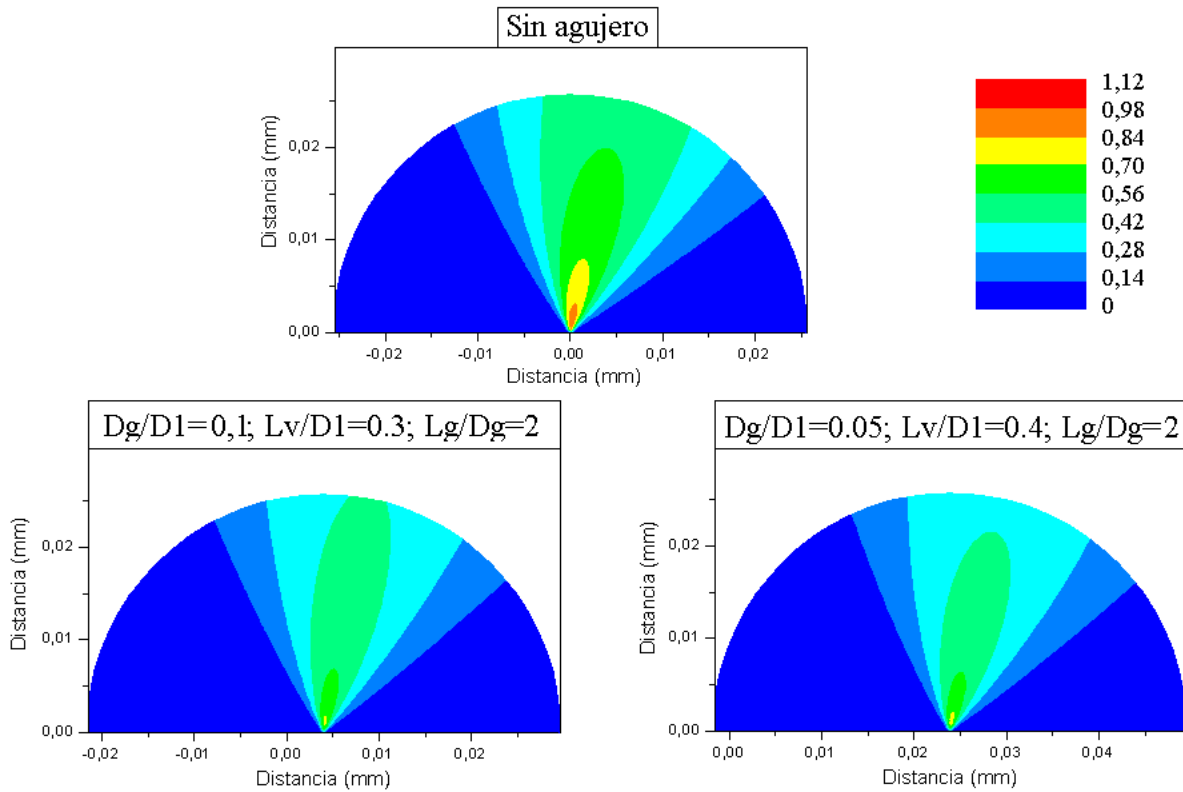 Sin agujero
Distancia (mm)
0,02
0,01
0,00
-0,02 -0,01 0,00 0,01 0,02
Distancia (mm)
1,12
0,98
0,84
0,70
0,56
0,42
0,28
0,14
0
Dg/D1=0,1; Lv/D1=0.3; Lg/Dg=2
Distancia (mm)
0,02
0,01
0,00
-0,02 -0,01 0,00 0,01 0,02
Distancia (mm)
Dg/D1=0.05; Lv/D1=0.4; Lg/Dg=2
Distancia (mm)
0,02
0,01
0,00
0,00 0,01 0,02 0,03 0,04
Distancia (mm)